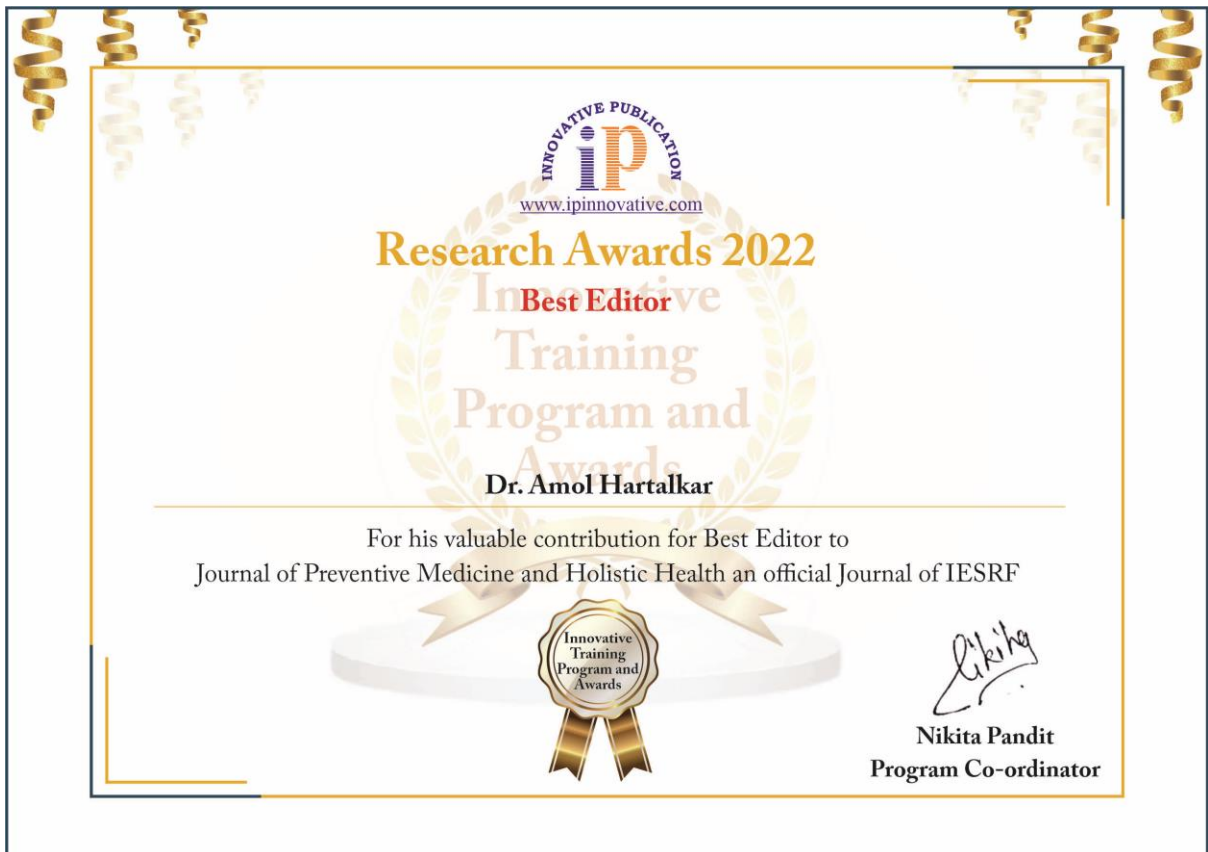 INNOVATIVE PUBLICATION
iP
www.ipinnovative.com
Research Awards 2022
Best Editor
Innovative
Training
Program and
Awards
Dr. Amol Hartalkar
For his valuable contribution for Best Editor to
Journal of Preventive Medicine and Holistic Health an official Journal of IESRF
Innovative
Training
Program and
Awards
Nikita
Nikita Pandit
Program Co-ordinator